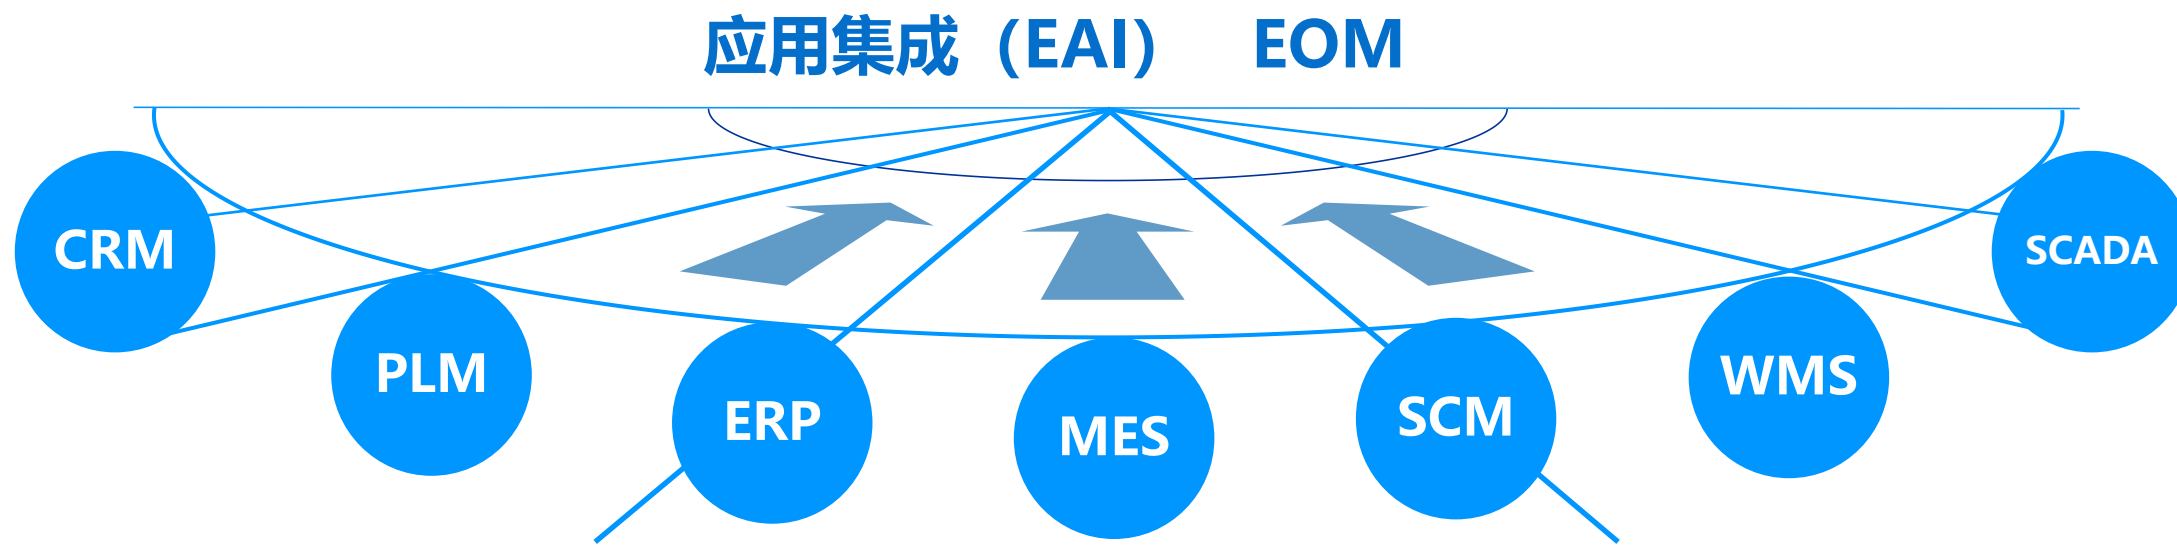 应用集成（EAI） EOM
CRM
PLM
ERP
MES
SCM
WMS
SCADA